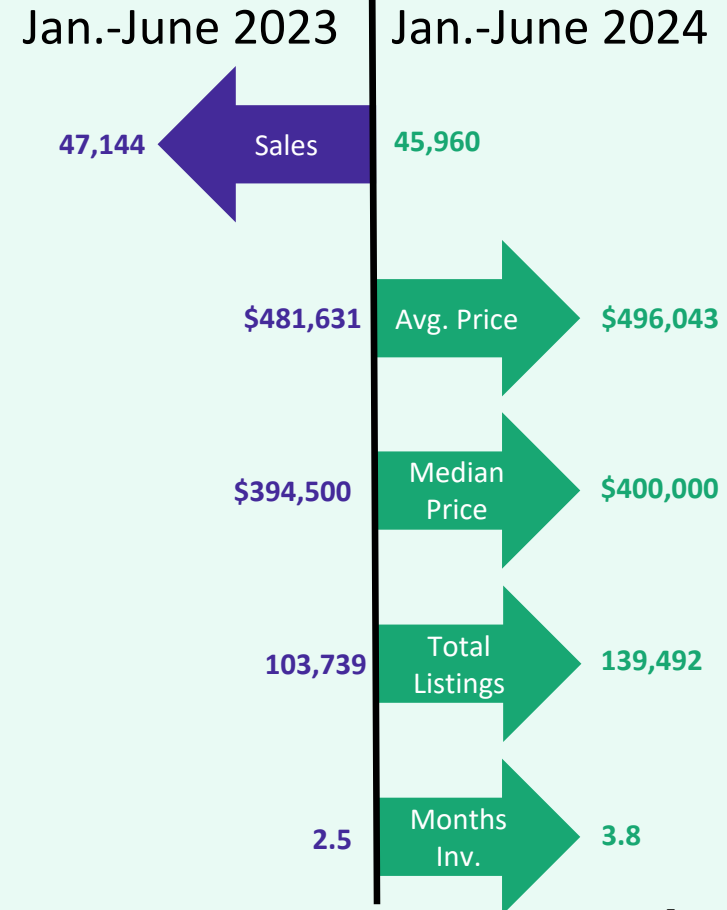 Jan.-June 2023 Jan.-June 2024
47,144 Sales 45,960
$481,631 Avg. Price $496,043
Median
$394,500 Price $400,000
Total
103,739 Listings 139,492
Months
2.5 Inv. 3.8